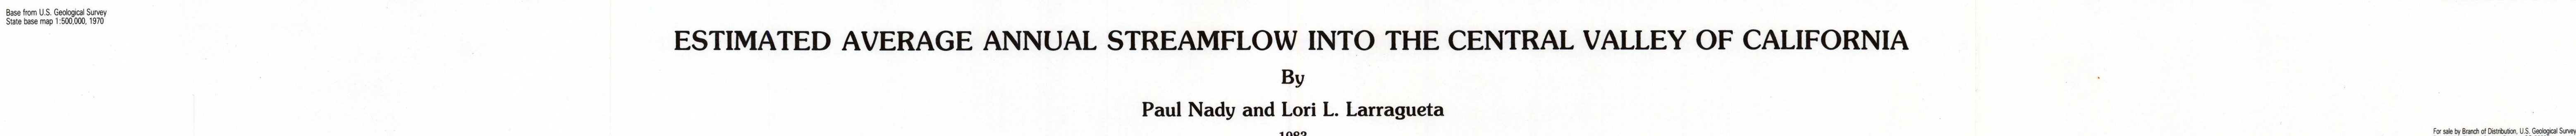 Base from U.S. Geological Survey
State base map 1:500,000, 1970
ESTIMATED AVERAGE ANNUAL STREAMFLOW INTO THE CENTRAL VALLEY OF CALIFORNIA
By
Paul Nady and Lori L. Larragueta
For sale by Branch of Distribution, U.S. Geological Survey